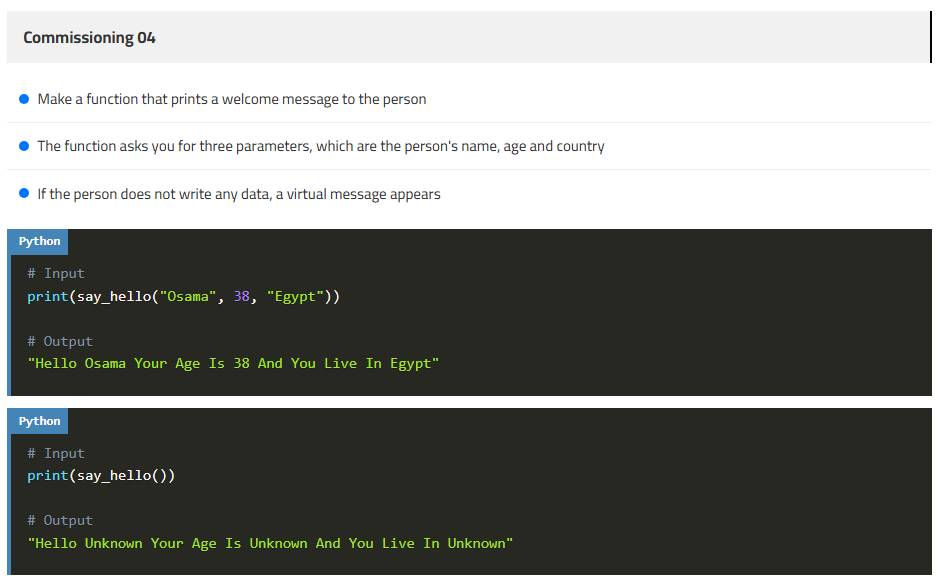 Commissioning 04
Make a function that prints a welcome message to the person
The function asks you for three parameters, which are the person's name, age and country
If the person does not write any data, a virtual message appears
Python
# Input
print(say_hello("Osama", 38, "Egypt"))
# Output
"Hello Osama Your Age Is 38 And You Live In Egypt"
Python
# Input
print(say_hello())
# Output
"Hello Unknown Your Age Is Unknown And You Live In Unknown"